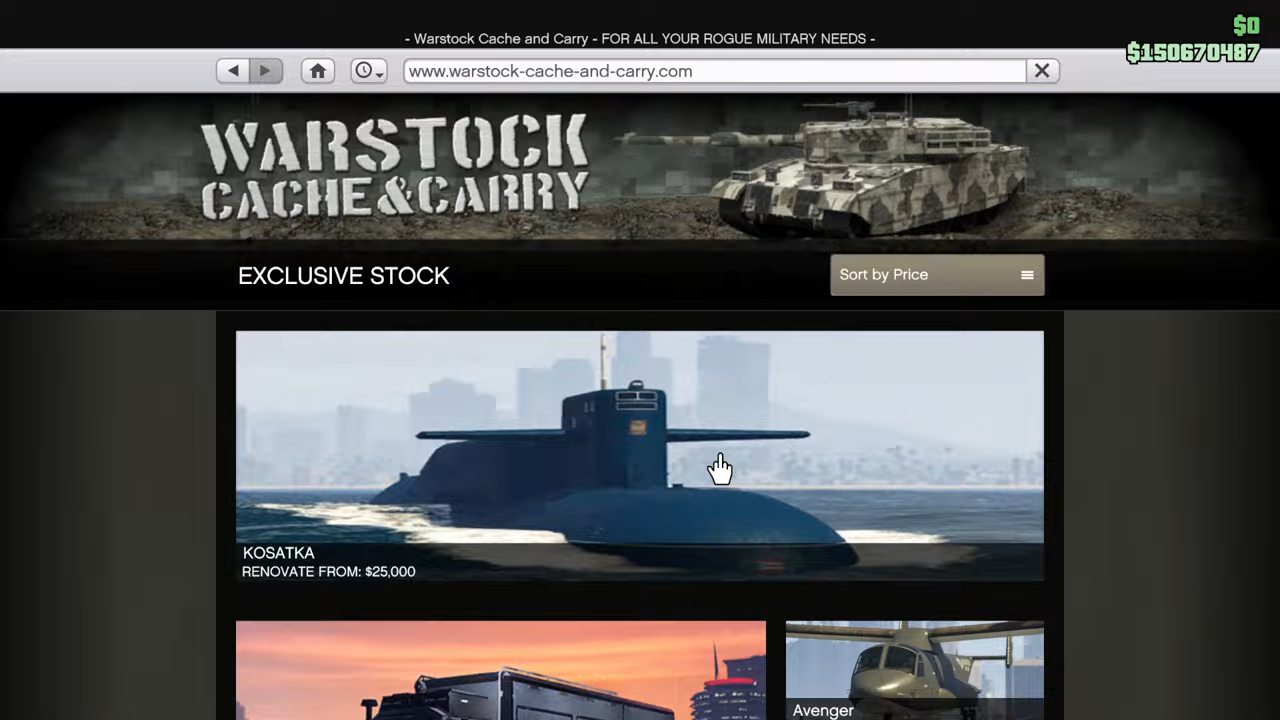 $0
- Warstock Cache and Carry - FOR ALL YOUR ROGUE MILITARY NEEDS -
$150670487
www.warstock-cache-and-carry.com
WARSTOCK
CACHE&CARRY
EXCLUSIVE STOCK
Sort by Price
KOSATKA
RENOVATE FROM: $25,000
Avenger